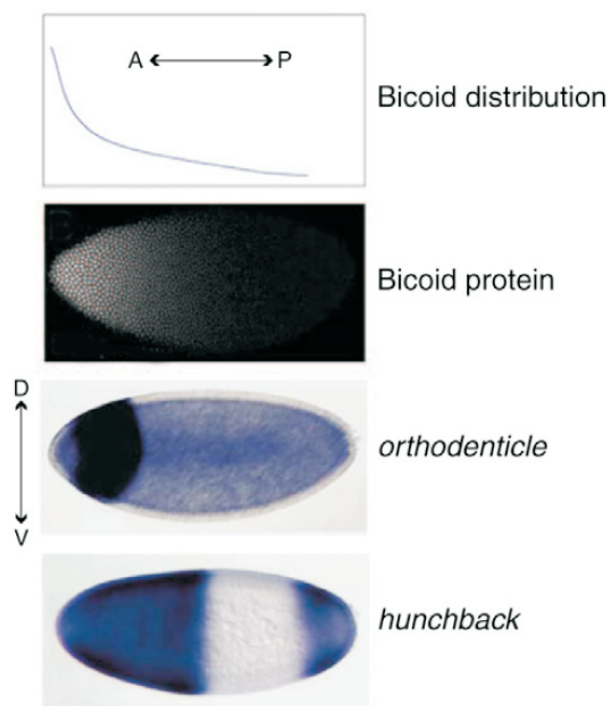 A P
Bicoid distribution
B
Bicoid protein
D
orthodenticle
V
hunchback